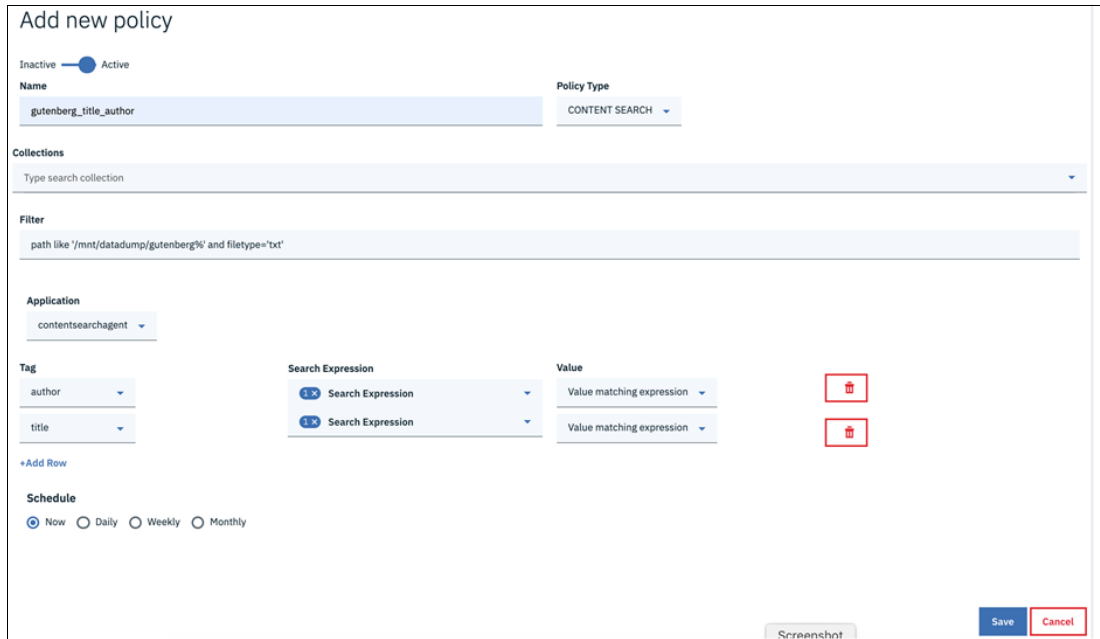 Add new policy
Inactive Active
Name Policy Type
gutenberg_title_author CONTENT SEARCH
Collections
Type search collection
Filter
path like '/mnt/datadump/gutenberg%' and filetype='txt'
Application
contentsearchagent
Tag Search Expression Value
author 1 × Search Expression Value matching expression
title 1 × Search Expression Value matching expression
+Add Row
Schedule
Now Daily Weekly Monthly
Save Cancel
Screenshot